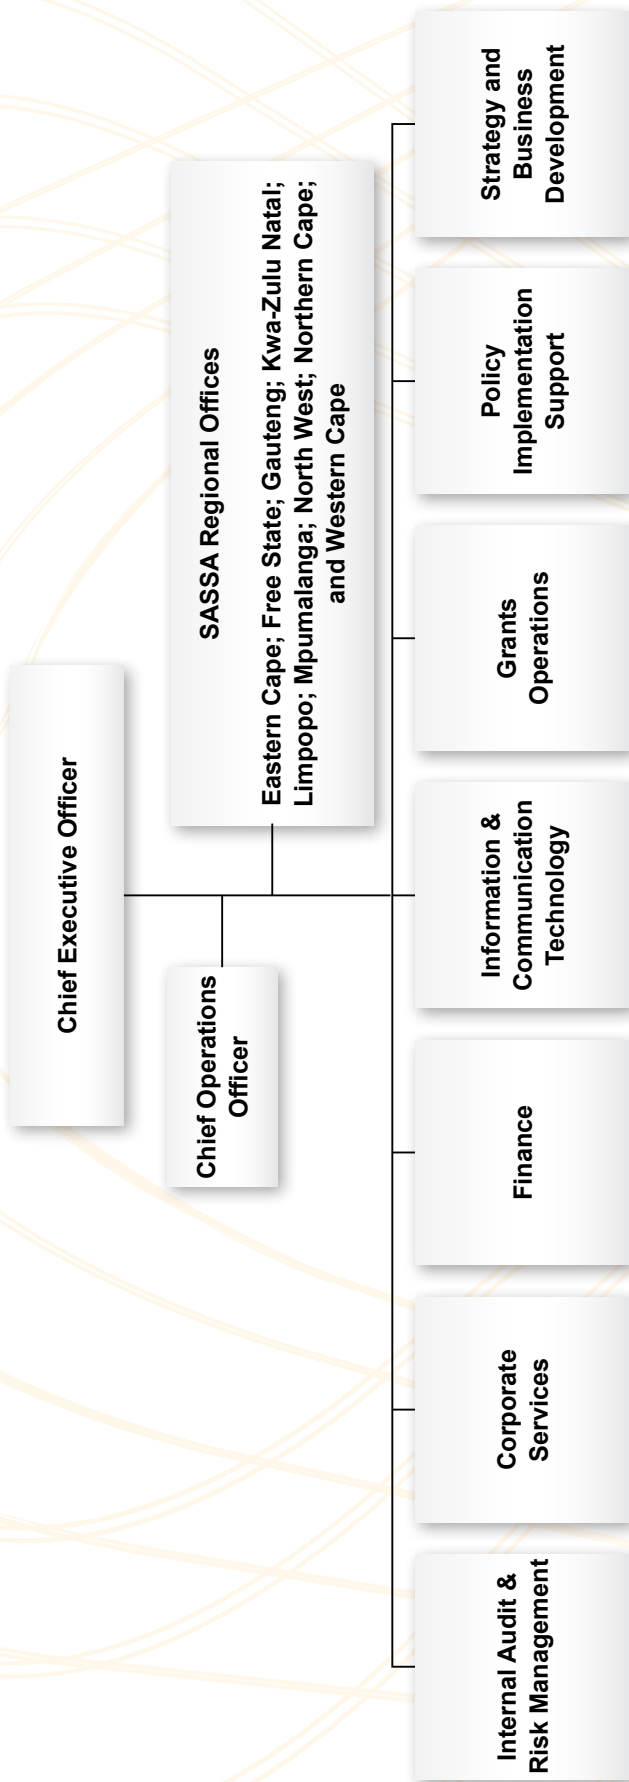 Chief Executive Officer
Chief Operations
Officer
SASSA Regional Offices
Eastern Cape; Free State; Gauteng; Kwa-Zulu Natal;
Limpopo; Mpumalanga; North West; Northern Cape;
and Western Cape
Internal Audit &
Risk Management
Corporate
Services
Finance
Information &
Communication
Technology
Grants
Operations
Policy
Implementation
Support
Strategy and
Business
Development